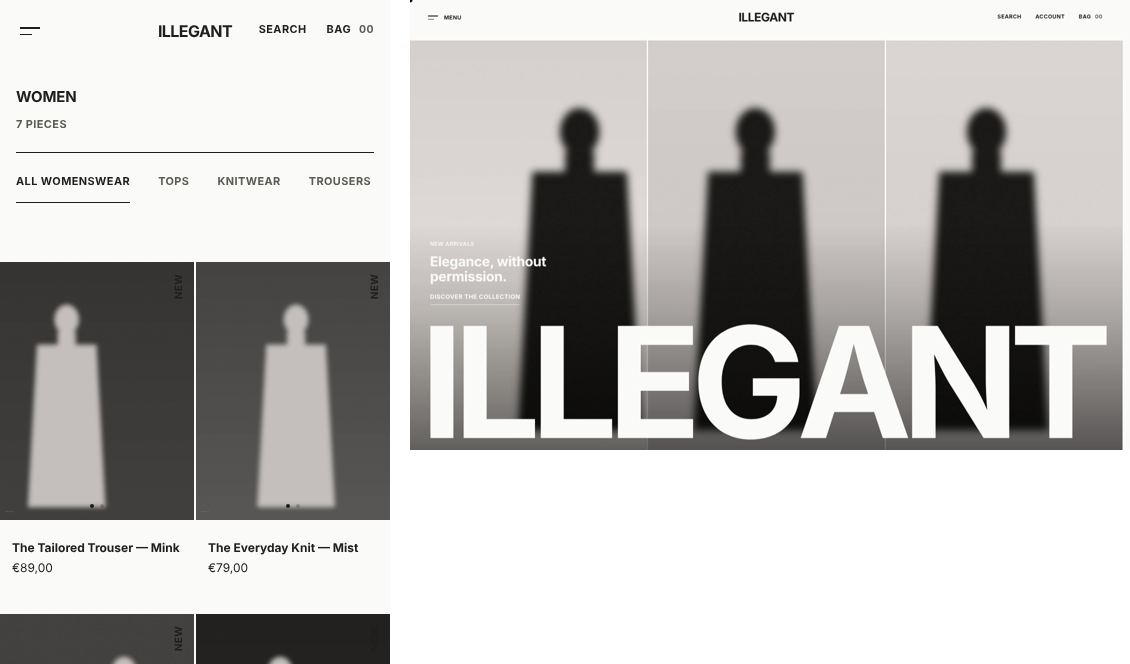 ILLEGANT
SEARCH
BAG 00
WOMEN
7 PIECES
ALL WOMENSWEAR
TOPS
KNITWEAR
TROUSERS
NEW
NEW
The Tailored Trouser — Mink
€89,00
The Everyday Knit — Mist
€79,00
NEW
MENU
ILLEGANT
SEARCH
ACCOUNT
BAG 00
NEW ARRIVALS
Elegance, without
permission.
DISCOVER THE COLLECTION
ILLEGANT